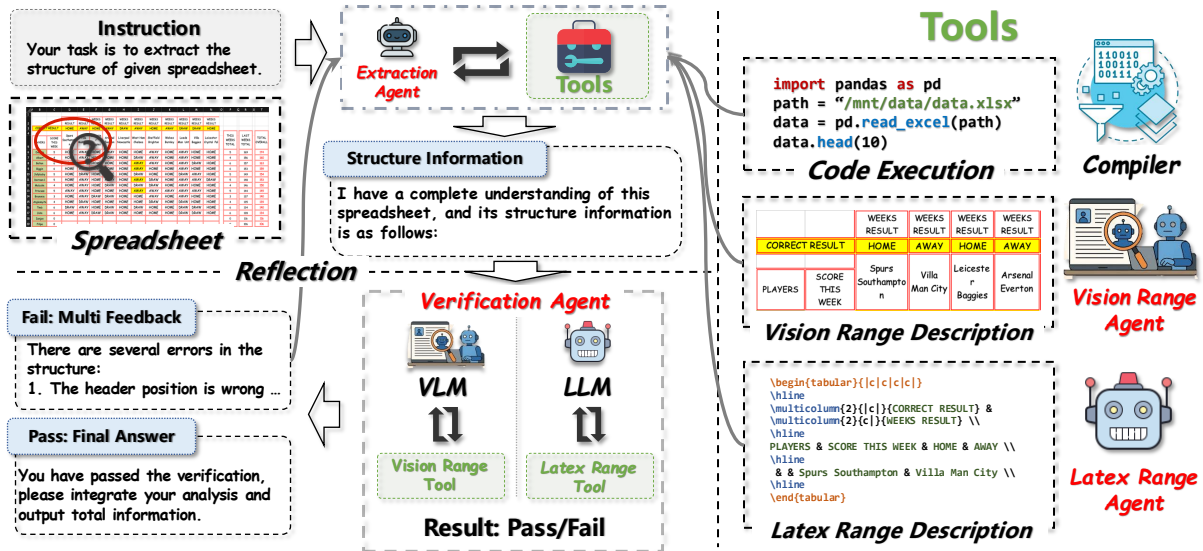 Instruction
Your task is to extract the
structure of given spreadsheet.
Spreadsheet
Extraction
Agent
Tools
Structure Information
I have a complete understanding of this
spreadsheet, and its structure information
is as follows:
Reflection
Fail: Multi Feedback
There are several errors in the
structure:
1. The header position is wrong …
Pass: Final Answer
You have passed the verification,
please integrate your analysis and
output total information.
Verification Agent
VLM
LLM
Vision Range
Tool
Latex Range
Tool
Result: Pass/Fail
Tools
import pandas as pd
path = “/mnt/data/data.xlsx”
data = pd.read_excel(path)
data.head(10)
Code Execution
110010
100110
00111
Compiler
WEEKS RESULT WEEKS RESULT WEEKS RESULT WEEKS RESULT
CORRECT RESULT HOME AWAY HOME AWAY
PLAYERS SCORE THIS WEEK Spurs Southampto n Villa Man City Leiceste r Baggies Arsenal Everton
Vision Range Description
Vision Range
Agent
\begin{tabular}{|c|c|c|c|}
\hline
\multicolumn{2}{|c|}{CORRECT RESULT} &
\multicolumn{2}{c|}{WEEKS RESULT} \\
\hline
PLAYERS & SCORE THIS WEEK & HOME & AWAY \\
\hline
& & Spurs Southampton & Villa Man City \\
\hline
\end{tabular}
Latex Range Description
Latex Range
Agent